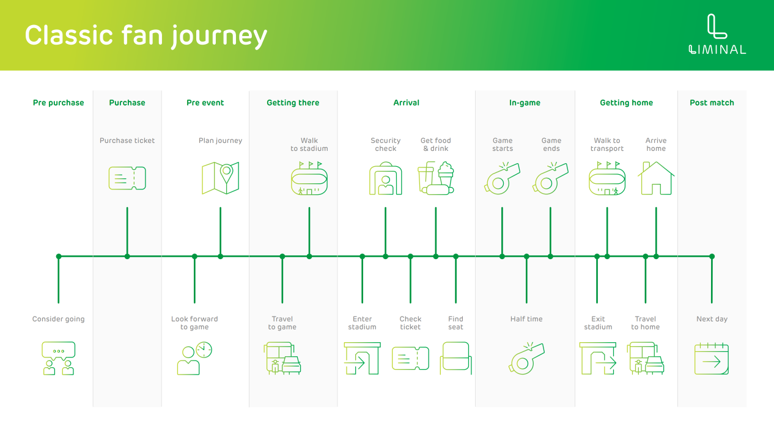 Classic fan journey
LIMINAL
Pre purchase
Purchase
Pre event
Getting there
Arrival
In-game
Getting home
Post match
Purchase ticket
Plan journey
Walk
to stadium
Security
check
Get food
& drink
Game
starts
Game
ends
Walk to
transport
Arrive
home
Consider going
Look forward
to game
Travel
to game
Enter
stadium
Check
ticket
Find
seat
Half time
Exit
stadium
Travel
to home
Next day